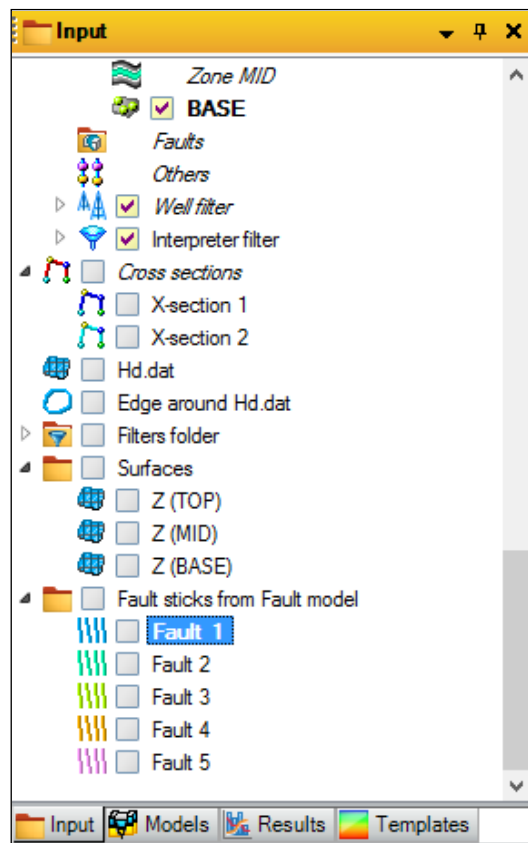 Input
Zone MID
BASE
Faults
Others
Well filter
Interpreter filter
Cross sections
X-section 1
X-section 2
Hd.dat
Edge around Hd.dat
Filters folder
Surfaces
Z (TOP)
Z (MID)
Z (BASE)
Fault sticks from Fault model
Fault 1
Fault 2
Fault 3
Fault 4
Fault 5
Input Models Results Templates